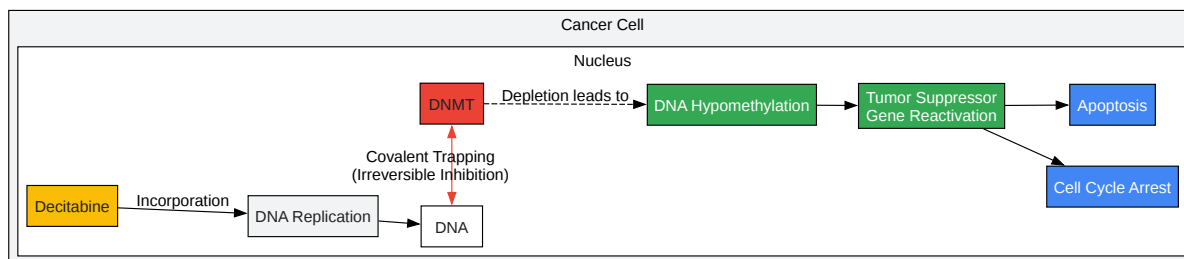 Cancer Cell
Nucleus
DNMT
Depletion leads to
DNA Hypomethylation
Tumor Suppressor
Gene Reactivation
Apoptosis
Covalent Trapping
(Irreversible Inhibition)
Cell Cycle Arrest
Decitabine
Incorporation
DNA Replication
DNA